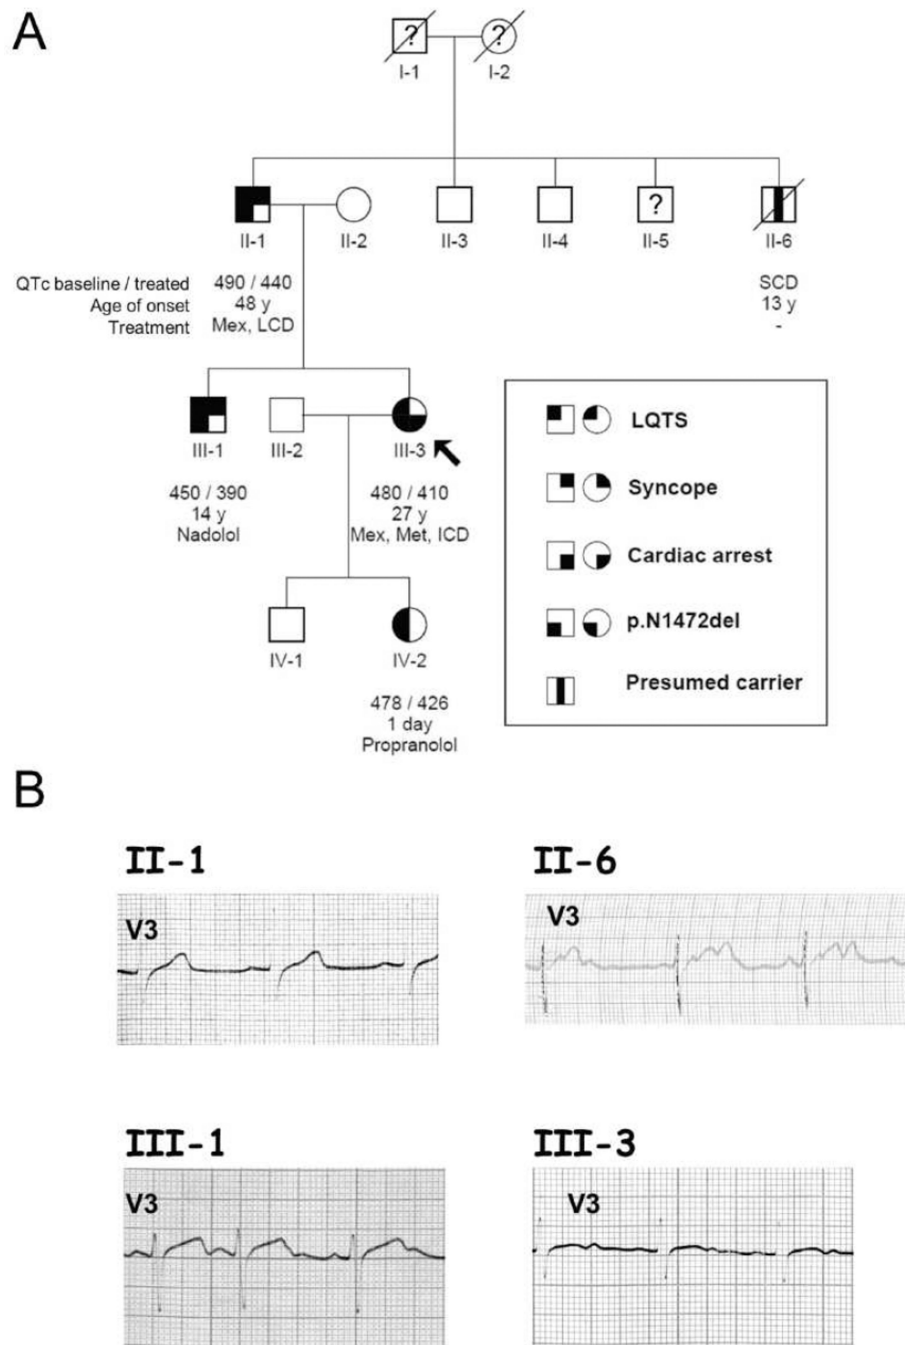 A
? ?
I-1 I-2
?
II-1 II-2 II-3 II-4 II-5 II-6
QTc baseline / treated 490 / 440 SCD
Age of onset 48 y 13 y
Treatment Mex, LCD -
III-1 III-2 III-3
450 / 390 480 / 410
14 y 27 y
Nadolol Mex, Met, ICD
IV-1 IV-2
478 / 426
1 day
Propranolol
LQTS
Syncope
Cardiac arrest
p.N1472del
Presumed carrier
B
II-1 II-6
V3 V3
III-1 III-3
V3 V3